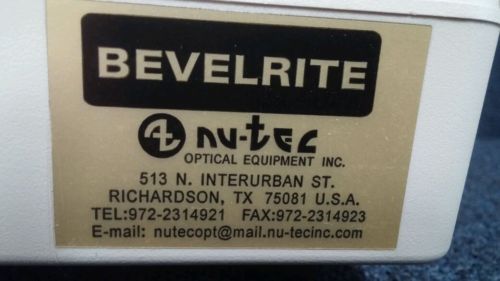 BEVELRITE
nu-tec
OPTICAL EQUIPMENT INC.
513 N. INTERURBAN ST.
RICHARDSON, TX 75081 U.S.A.
TEL:972-2314921 FAX:972-2314923
E-mail: nutecopt@mail.nu-tecinc.com